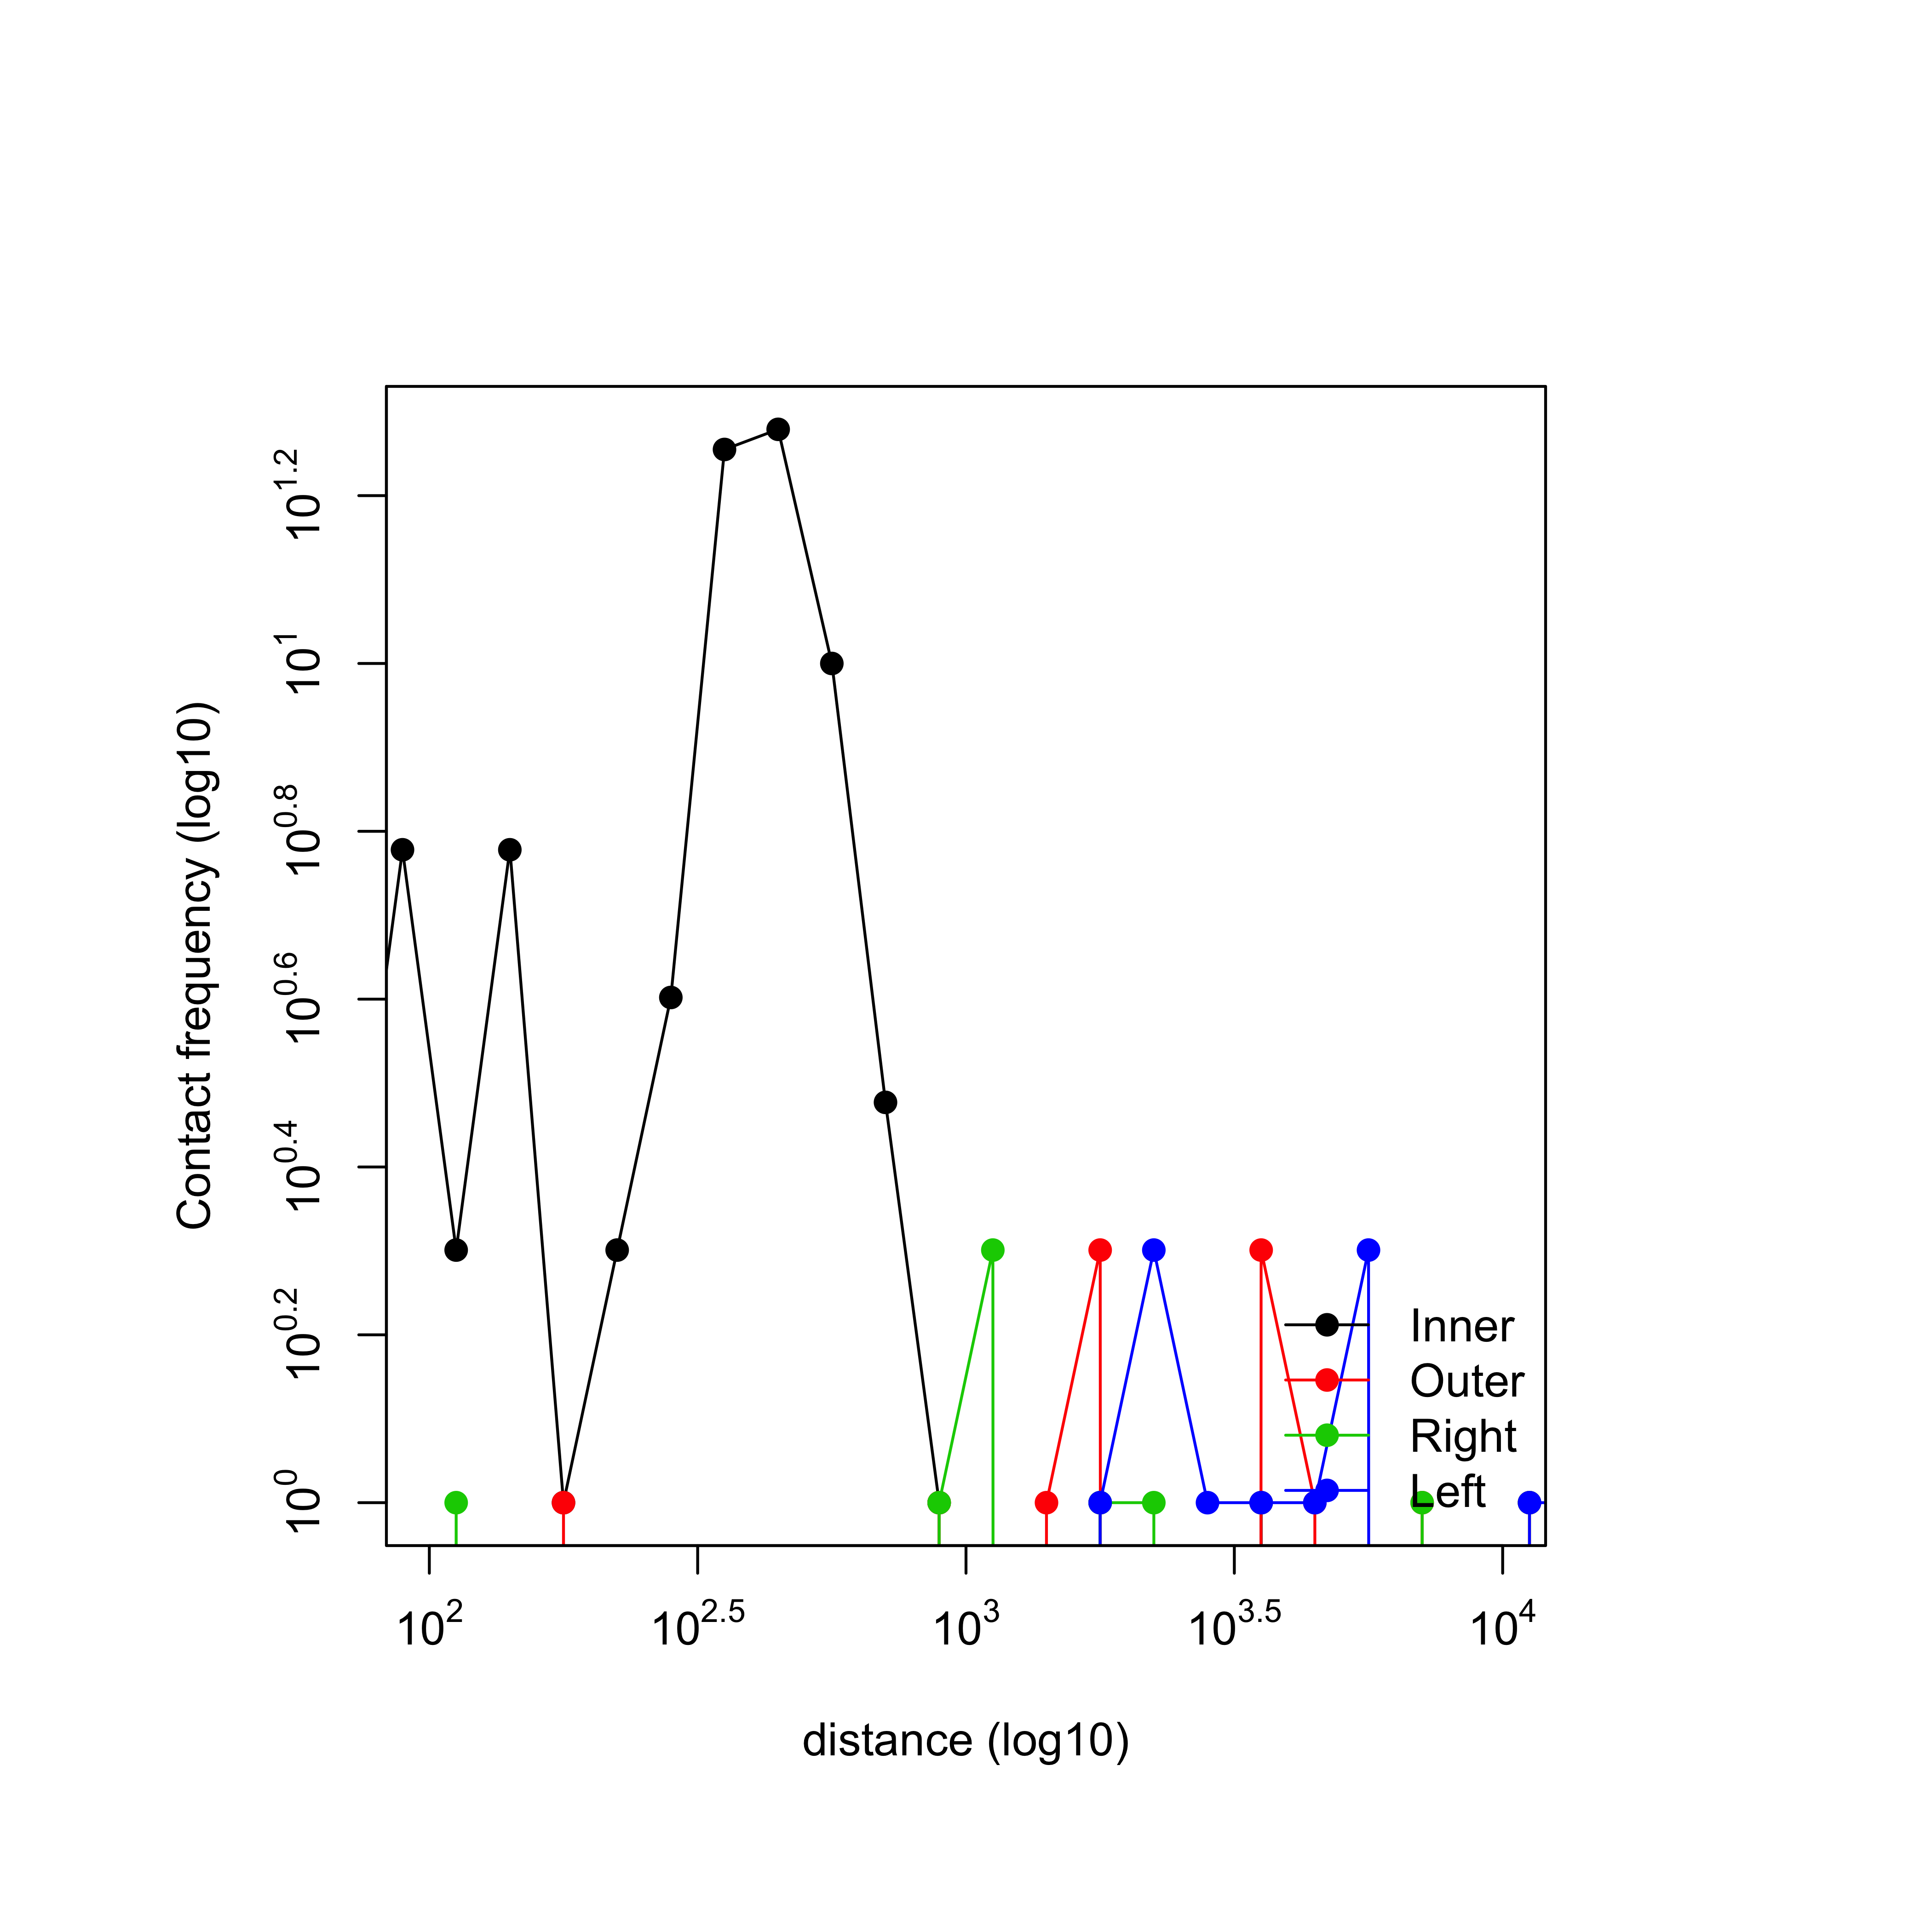 Contact frequency (log10)
10^1.2
10^1
10^0.8
10^0.6
10^0.4
10^0.2
10^0
Inner
Outer
Right
Left
10^2 10^2.5 10^3 10^3.5 10^4
distance (log10)